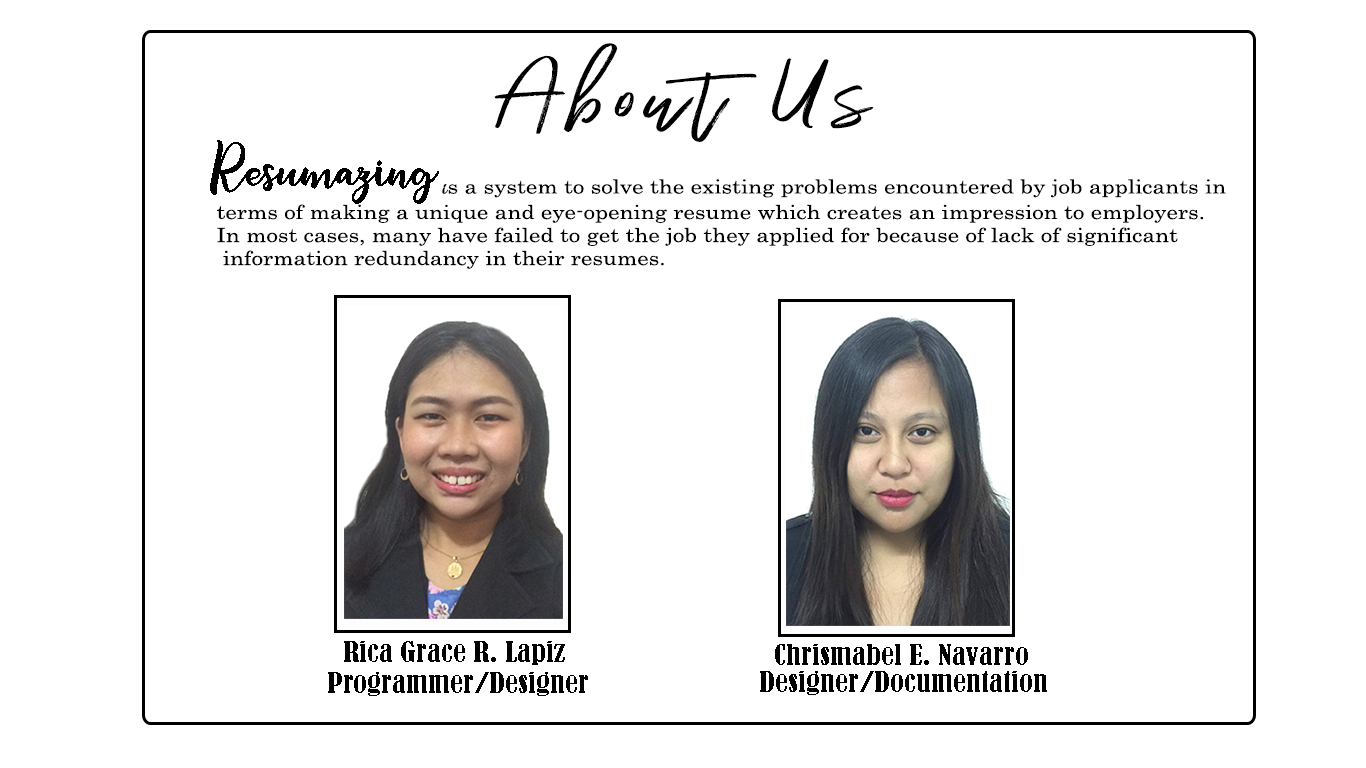 About Us
Resumazing is a system to solve the existing problems encountered by job applicants in
terms of making a unique and eye-opening resume which creates an impression to employers.
In most cases, many have failed to get the job they applied for because of lack of significant
information redundancy in their resumes.
Rica Grace R. Lapiz
Programmer/Designer
Chrismabel E. Navarro
Designer/Documentation